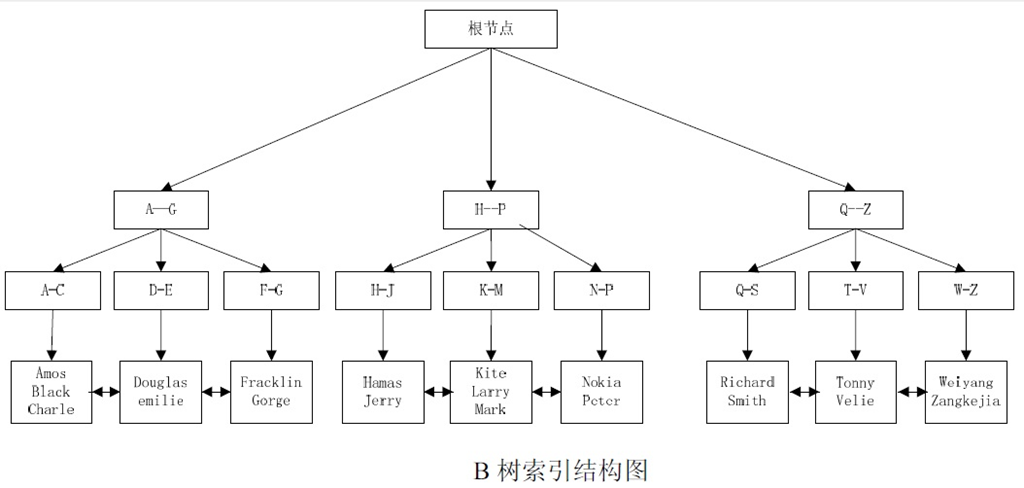 根节点
A—G
H--P
Q--Z
A-C
D-E
F-G
H-J
K-M
N-P
Q-S
T-V
W-Z
Amos
Black
Charle
Douglas
emilie
Fracklin
Gorge
Hamas
Jerry
Kite
Larry
Mark
Nokia
Peter
Richard
Smith
Tonny
Velie
Weiyang
Zangkejia
B 树索引结构图